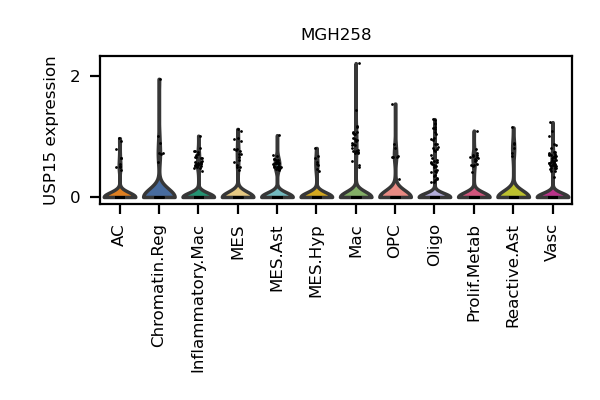 MGH258
USP15 expression
2
0
AC
Chromatin.Reg
Inflammatory.Mac
MES
MES.Ast
MES.Hyp
Mac
OPC
Oligo
Prolif.Metab
Reactive.Ast
Vasc